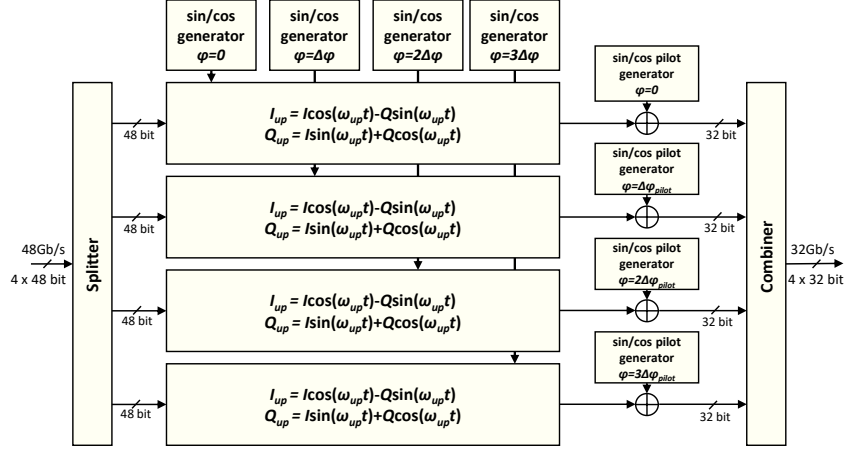 sin/cos
generator
φ=0
sin/cos
generator
φ=Δφ
sin/cos
generator
φ=2Δφ
sin/cos
generator
φ=3Δφ
48Gb/s
4 x 48 bit
Splitter
48 bit
I_up = Icos(ω_up t)-Qsin(ω_up t)
Q_up = Isin(ω_up t)+Qcos(ω_up t)
sin/cos pilot
generator
φ=0
32 bit
48 bit
I_up = Icos(ω_up t)-Qsin(ω_up t)
Q_up = Isin(ω_up t)+Qcos(ω_up t)
sin/cos pilot
generator
φ=Δφ_pilot
32 bit
48 bit
I_up = Icos(ω_up t)-Qsin(ω_up t)
Q_up = Isin(ω_up t)+Qcos(ω_up t)
sin/cos pilot
generator
φ=2Δφ_pilot
32 bit
48 bit
I_up = Icos(ω_up t)-Qsin(ω_up t)
Q_up = Isin(ω_up t)+Qcos(ω_up t)
sin/cos pilot
generator
φ=3Δφ_pilot
32 bit
Combiner
32Gb/s
4 x 32 bit